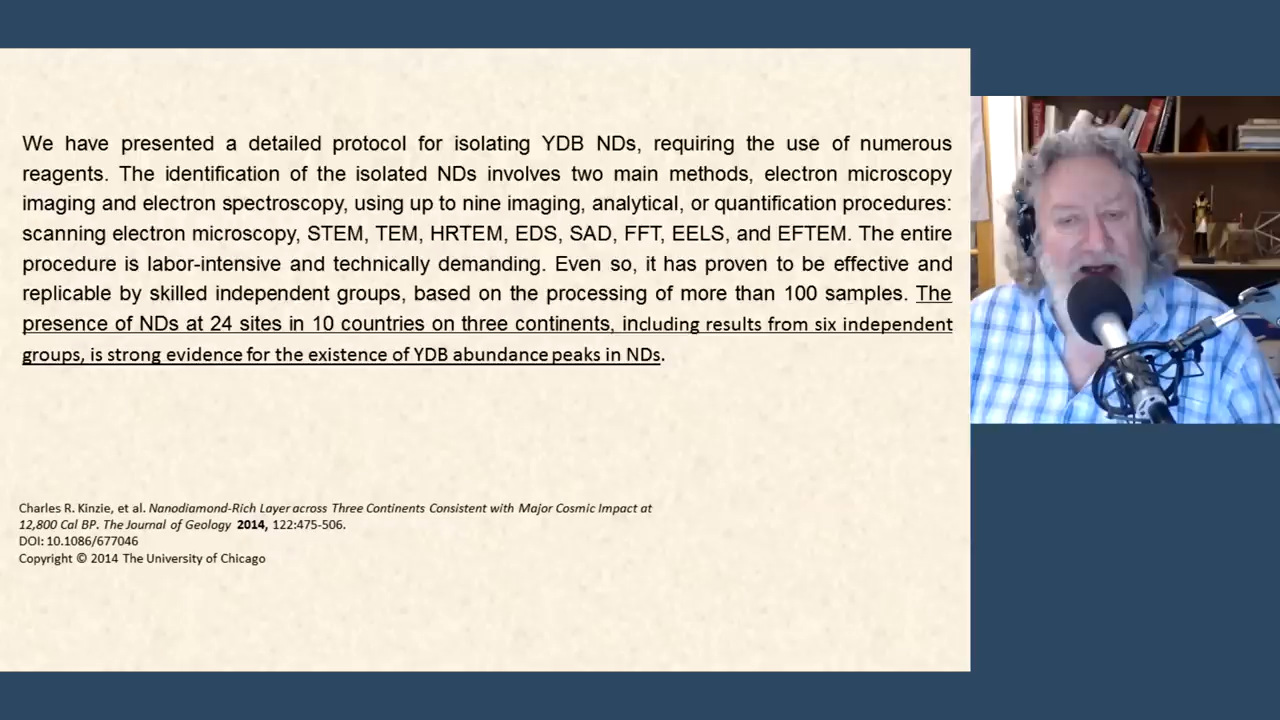 We have presented a detailed protocol for isolating YDB NDs, requiring the use of numerous
reagents. The identification of the isolated NDs involves two main methods, electron microscopy
imaging and electron spectroscopy, using up to nine imaging, analytical, or quantification procedures:
scanning electron microscopy, STEM, TEM, HRTEM, EDS, SAD, FFT, EELS, and EFTEM. The entire
procedure is labor-intensive and technically demanding. Even so, it has proven to be effective and
replicable by skilled independent groups, based on the processing of more than 100 samples. The
presence of NDs at 24 sites in 10 countries on three continents, including results from six independent
groups, is strong evidence for the existence of YDB abundance peaks in NDs.
Charles R. Kinzie, et al. Nanodiamond-Rich Layer across Three Continents Consistent with Major Cosmic Impact at
12,800 Cal BP. The Journal of Geology 2014, 122:475-506.
DOI: 10.1086/677046
Copyright © 2014 The University of Chicago